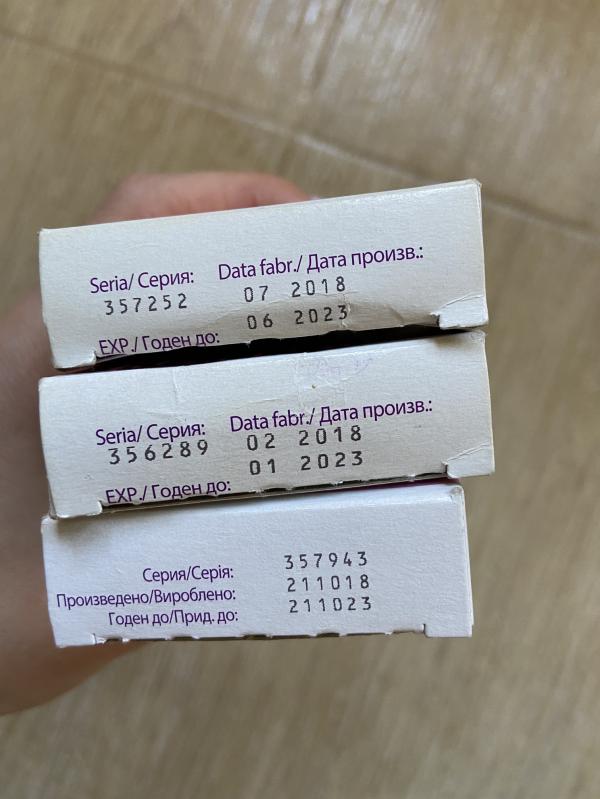 Seria/ Серия: Data fabr./ Дата произв.:
357252 07 2018
EXP./ Годен до: 06 2023
Seria/ Серия: Data fabr./ Дата произв.:
356289 02 2018
EXP./ Годен до: 01 2023
Серия/Серія: 357943
Произведено/Вироблено: 211018
Годен до/Прид. до: 211023